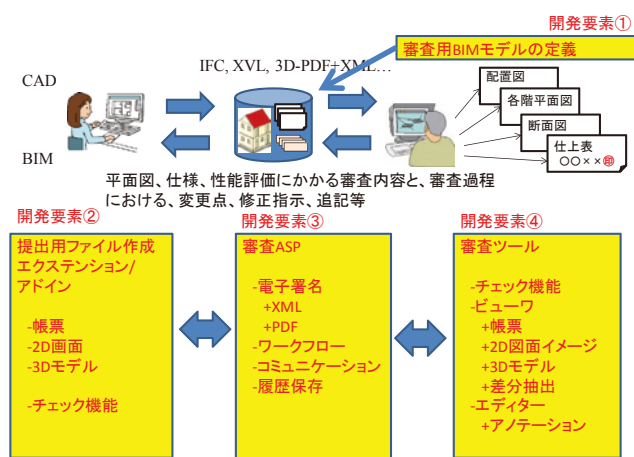 開発要素①
審査用BIMモデルの定義
IFC, XVL, 3D-PDF+XML…
CAD
BIM
配置図
各階平面図
断面図
仕上表
○○××㊞
平面図、仕様、性能評価にかかる審査内容と、審査過程
における、変更点、修正指示、追記等
開発要素②
提出用ファイル作成
エクステンション/
アドイン
-帳票
-2D画面
-3Dモデル
-チェック機能
開発要素③
審査ASP
-電子署名
+XML
+PDF
-ワークフロー
-コミュニケーション
-履歴保存
開発要素④
審査ツール
-チェック機能
-ビューワ
+帳票
+2D図面イメージ
+3Dモデル
+差分抽出
-エディター
+アノテーション